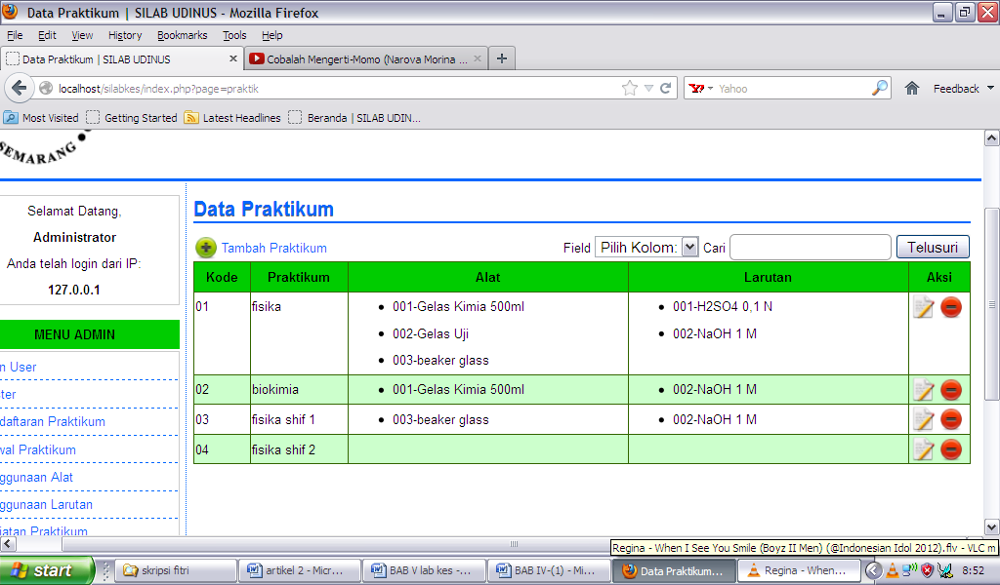 Data Praktikum | SILAB UDINUS - Mozilla Firefox
File Edit View History Bookmarks Tools Help
Data Praktikum | SILAB UDINUS
Cobalah Mengerti-Momo (Narova Morina ...
localhost/silabkes/index.php?page=praktik
Yahoo
Feedback
Most Visited Getting Started Latest Headlines Beranda | SILAB UDIN...
SEMARANG
Selamat Datang,
Administrator
Anda telah login dari IP:
127.0.0.1
MENU ADMIN
n User
ter
daftaran Praktikum
wal Praktikum
ggunaan Alat
ggunaan Larutan
iatan Praktikum
Data Praktikum
Tambah Praktikum
Field Pilih Kolom: Cari Telusuri
Kode Praktikum Alat Larutan Aksi
01 fisika
001-Gelas Kimia 500ml
002-Gelas Uji
003-beaker glass
001-H2SO4 0,1 N
002-NaOH 1 M
02 biokimia 001-Gelas Kimia 500ml 002-NaOH 1 M
03 fisika shif 1 003-beaker glass 002-NaOH 1 M
04 fisika shif 2
Regina - When I See You Smile (Boyz II Men) (@Indonesian Idol 2012).flv - VLC m
start
skripsi fitri
artikel 2 - Micr...
BAB V lab kes -...
BAB IV-(1) - Mi...
Data Praktikum...
Regina - When...
8:52